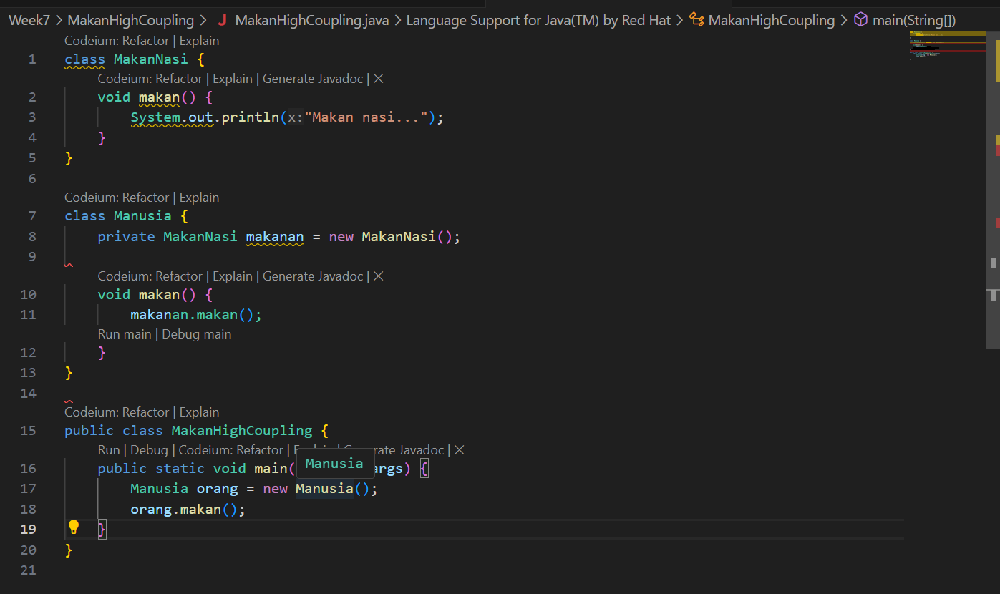 Week7 > MakanHighCoupling > J MakanHighCoupling.java > Language Support for Java(TM) by Red Hat > MakanHighCoupling > main(String[])
Codeium: Refactor | Explain
1 class MakanNasi {
Codeium: Refactor | Explain | Generate Javadoc | ×
2 void makan() {
3 System.out.println(x:"Makan nasi...");
4 }
5 }
6
Codeium: Refactor | Explain
7 class Manusia {
8 private MakanNasi makanan = new MakanNasi();
9
Codeium: Refactor | Explain | Generate Javadoc | ×
10 void makan() {
11 makanan.makan();
Run main | Debug main
12 }
13 }
14
Codeium: Refactor | Explain
15 public class MakanHighCoupling {
Run | Debug | Codeium: Refactor | rate Javadoc | ×
16 public static void main( Manusia args) {
17 Manusia orang = new Manusia();
18 orang.makan();
19 }
20 }
21